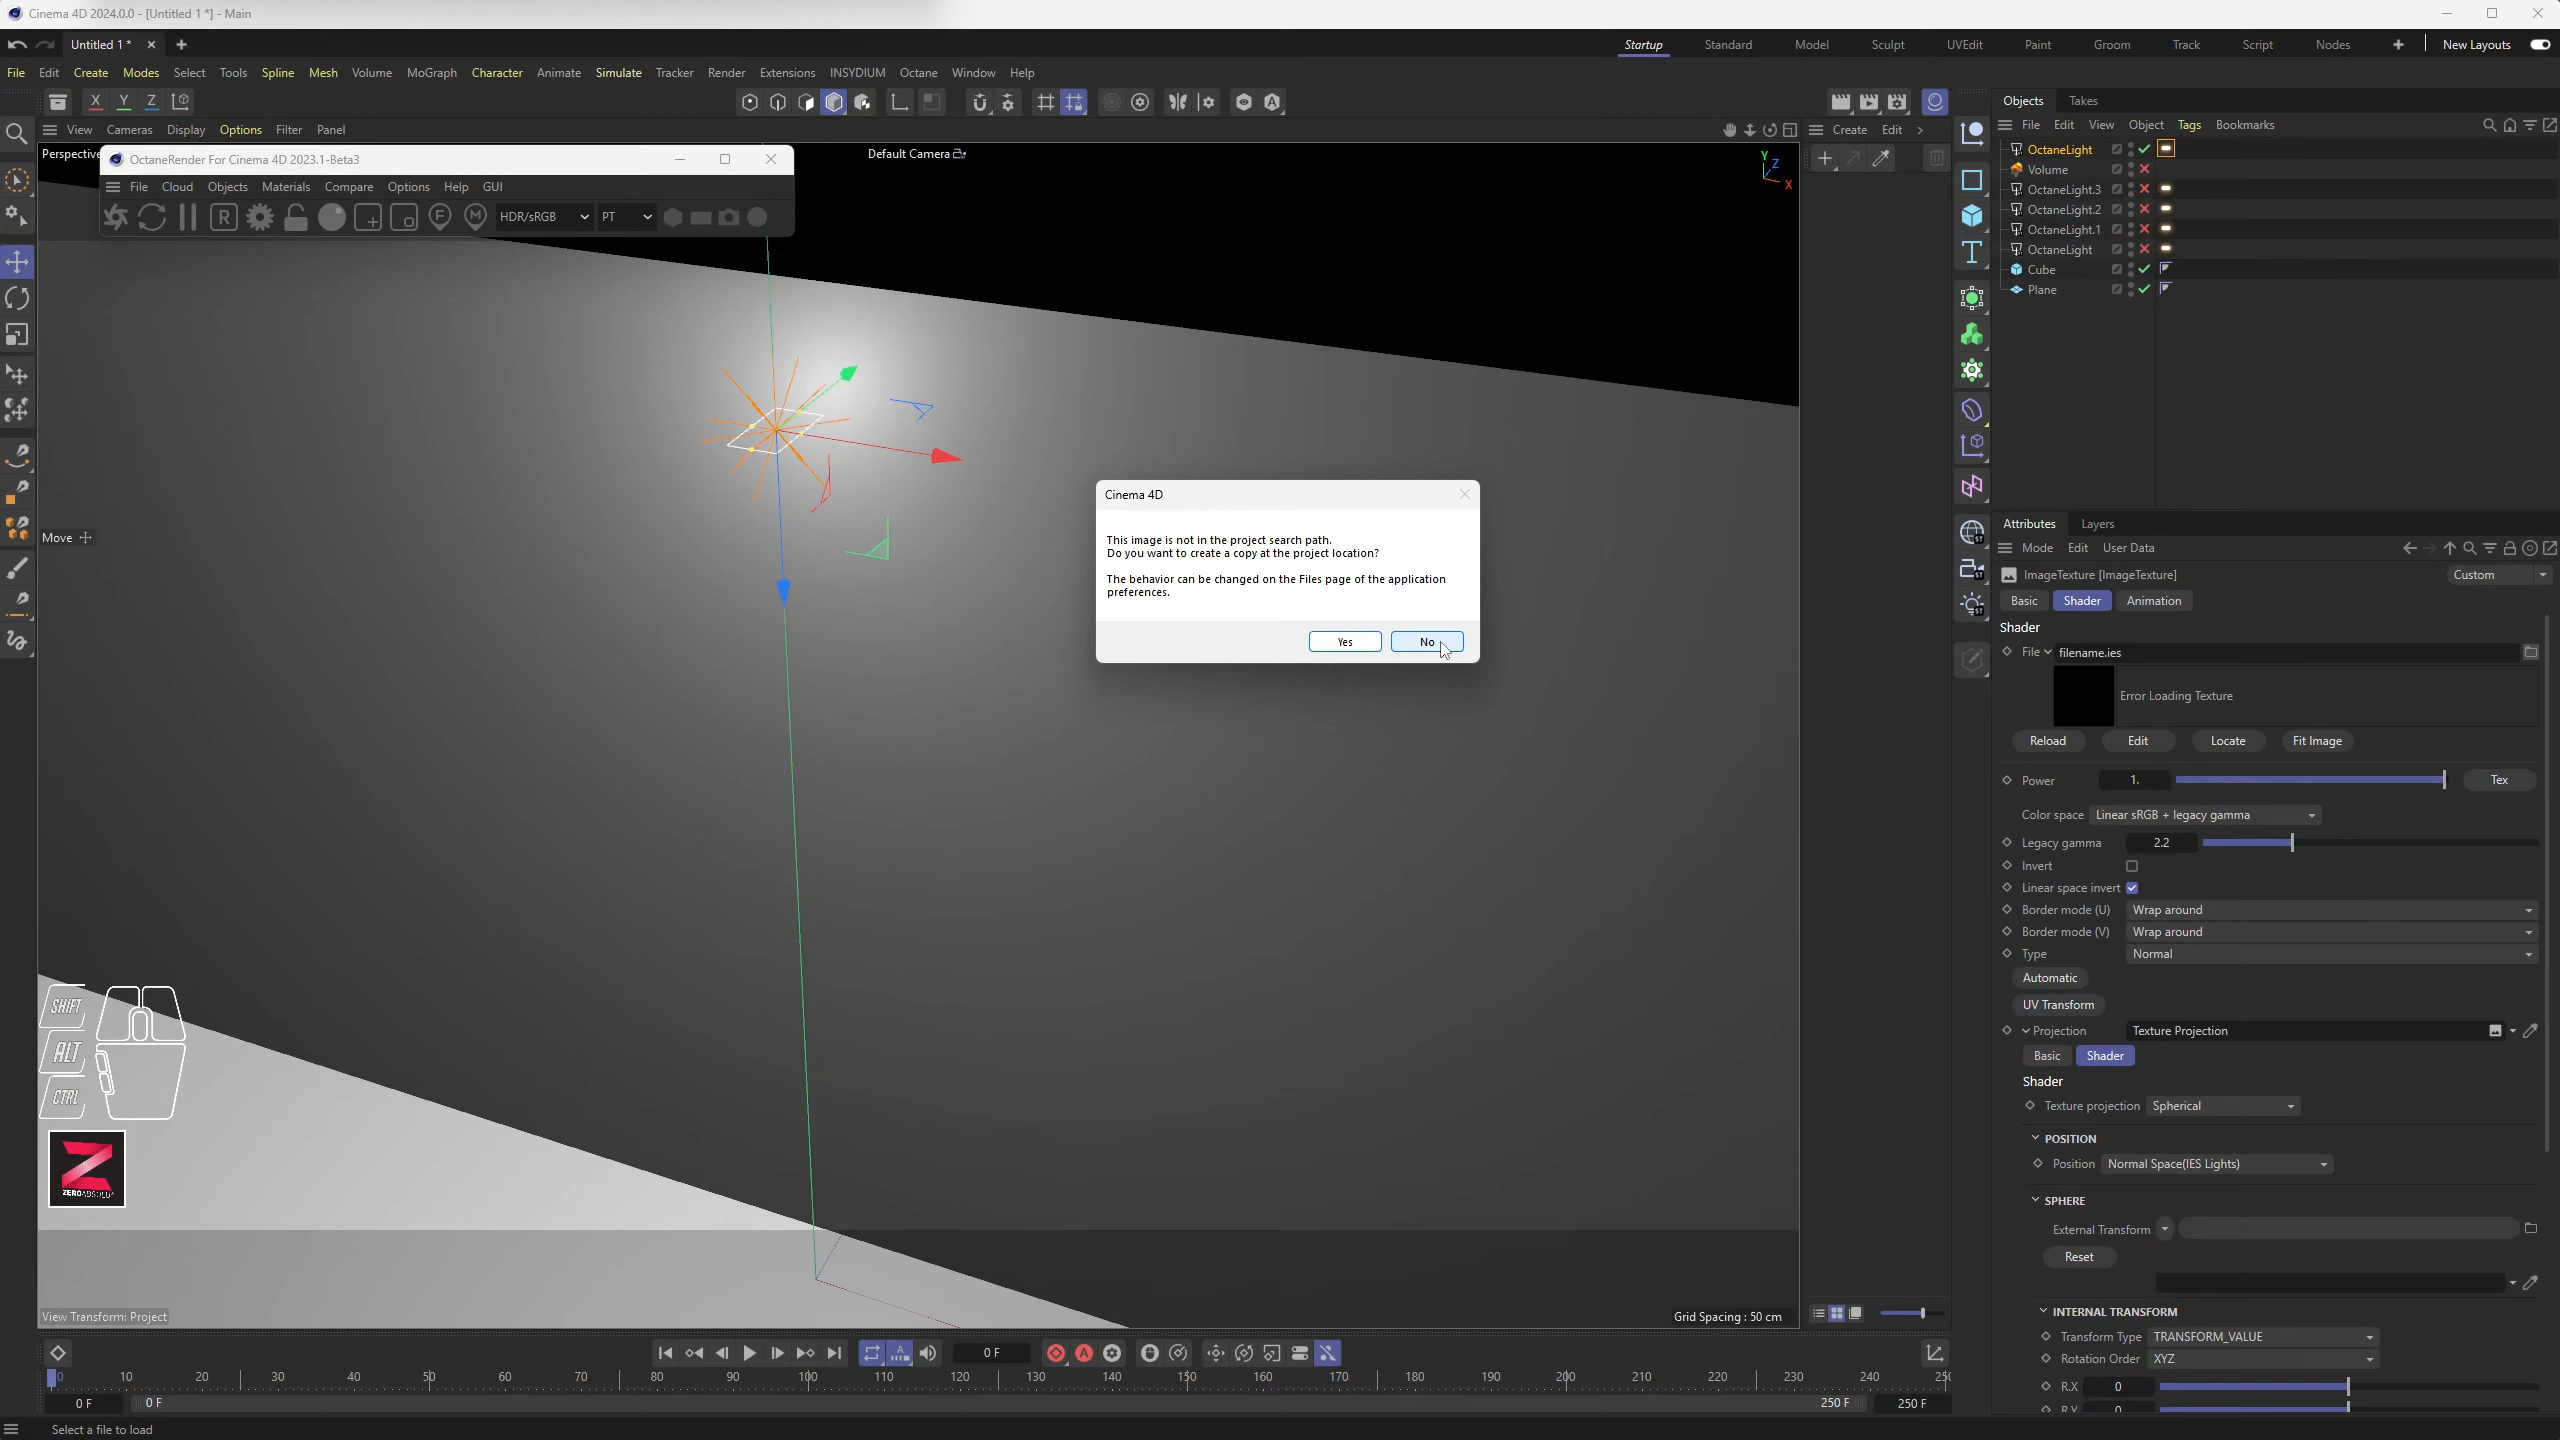 Cinema 4D 2024.0.0 - [Untitled 1 *] - Main
Untitled 1 *
Startup Standard Model Sculpt UVEdit Paint Groom Track Script Nodes New Layouts
File Edit Create Modes Select Tools Spline Mesh Volume MoGraph Character Animate Simulate Tracker Render Extensions INSYDIUM Octane Window Help
X Y Z
Objects Takes
View Cameras Display Options Filter Panel
Create Edit
File Edit View Object Tags Bookmarks
Perspective
Default Camera
OctaneRender For Cinema 4D 2023.1-Beta3
File Cloud Objects Materials Compare Options Help GUI
HDR/sRGB PT
Y
Z
X
OctaneLight
Volume
OctaneLight.3
OctaneLight.2
OctaneLight.1
OctaneLight
Cube
Plane
Move
Cinema 4D
This image is not in the project search path.
Do you want to create a copy at the project location?
The behavior can be changed on the Files page of the application
preferences.
Yes No
Attributes Layers
Mode Edit User Data
ImageTexture [ImageTexture] Custom
Basic Shader Animation
Shader
File filename.ies
Error Loading Texture
Reload Edit Locate Fit Image
Power 1. Tex
Color space Linear sRGB + legacy gamma
Legacy gamma 2.2
Invert
Linear space invert
Border mode (U) Wrap around
Border mode (V) Wrap around
Type Normal
Automatic
UV Transform
Projection Texture Projection
Basic Shader
Shader
Texture projection Spherical
POSITION
Position Normal Space(IES Lights)
SPHERE
External Transform
Reset
INTERNAL TRANSFORM
Transform Type TRANSFORM_VALUE
Rotation Order XYZ
R.X 0
R.Y 0
SHIFT
ALT
CTRL
ZEROABSOLUT
View Transform: Project
Grid Spacing : 50 cm
0 F
0 10 20 30 40 50 60 70 80 90 100 110 120 130 140 150 160 170 180 190 200 210 220 230 240 250
0 F 0 F 250 F 250 F
Select a file to load